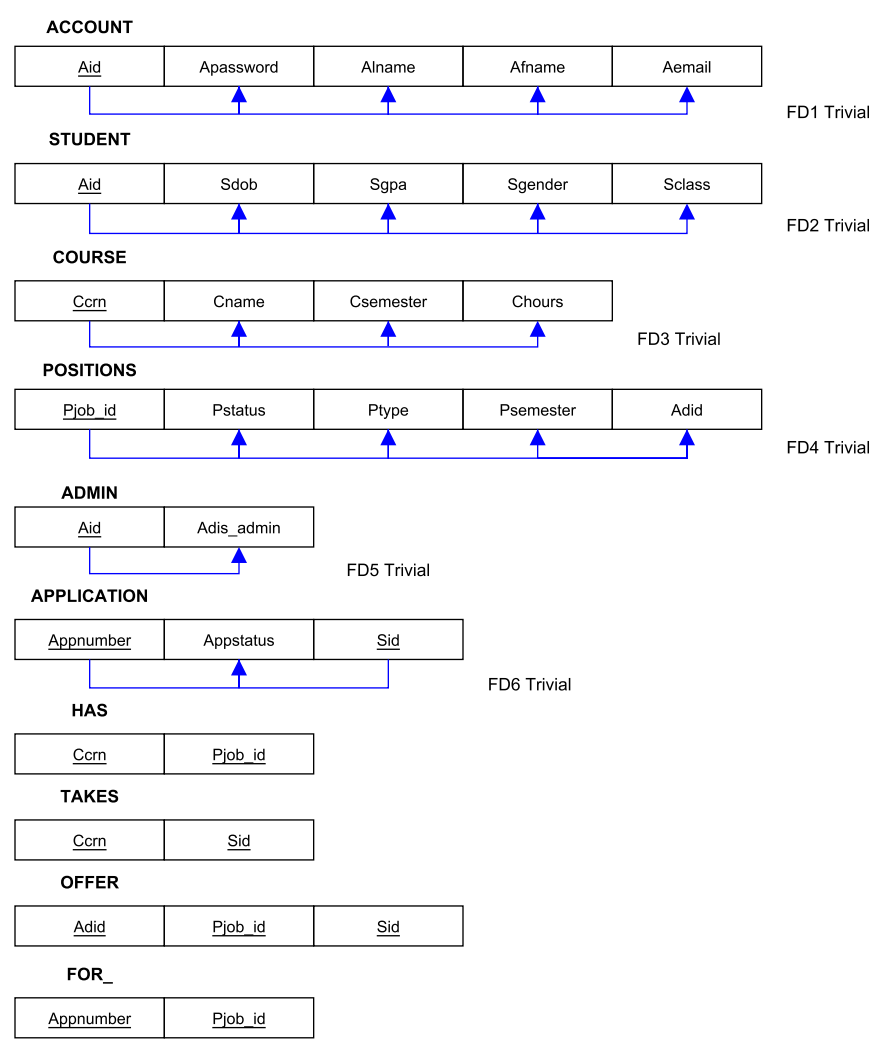 ACCOUNT
Aid Apassword Alname Afname Aemail
FD1 Trivial
STUDENT
Aid Sdob Sgpa Sgender Sclass
FD2 Trivial
COURSE
Ccrn Cname Csemester Chours
FD3 Trivial
POSITIONS
Pjob_id Pstatus Ptype Psemester Adid
FD4 Trivial
ADMIN
Aid Adis_admin
FD5 Trivial
APPLICATION
Appnumber Appstatus Sid
FD6 Trivial
HAS
Ccrn Pjob_id
TAKES
Ccrn Sid
OFFER
Adid Pjob_id Sid
FOR_
Appnumber Pjob_id